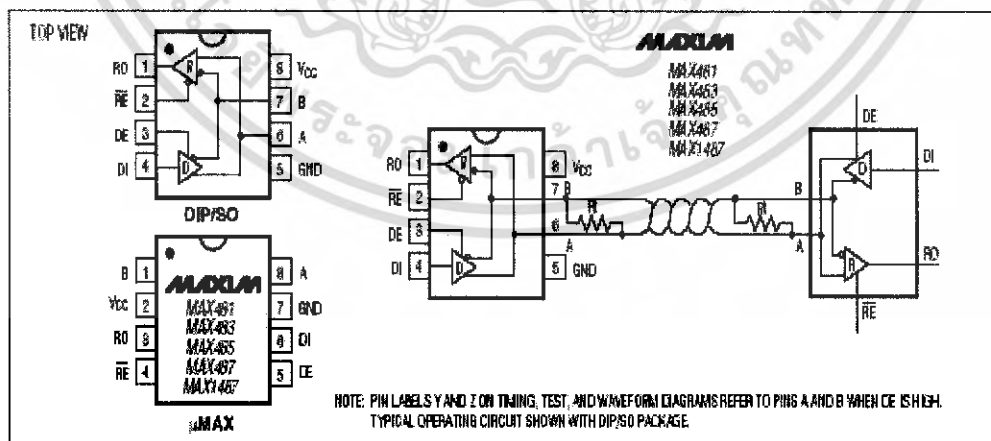 TOP VIEW
RO 1
RE 2
DE 3
DI 4
8 VCC
7 B
6 A
5 GND
R
D
DIP/SO
B 1
VCC 2
RO 3
RE 4
8 A
7 GND
6 DI
5 DE
MAXIM
MAX481
MAX483
MAX485
MAX487
MAX1487
µMAX
MAXIM
MAX481
MAX483
MAX485
MAX487
MAX1487
RO 1
RE 2
DE 3
DI 4
R
D
8 VCC
7 B
6 A
5 GND
Rt
Rt
B
A
DE
DI
D
R
RO
RE
NOTE: PIN LABELS Y AND Z ON TIMING, TEST, AND WAVEFORM DIAGRAMS REFER TO PINS A AND B WHEN DE IS HIGH.
TYPICAL OPERATING CIRCUIT SHOWN WITH DIP/SO PACKAGE.